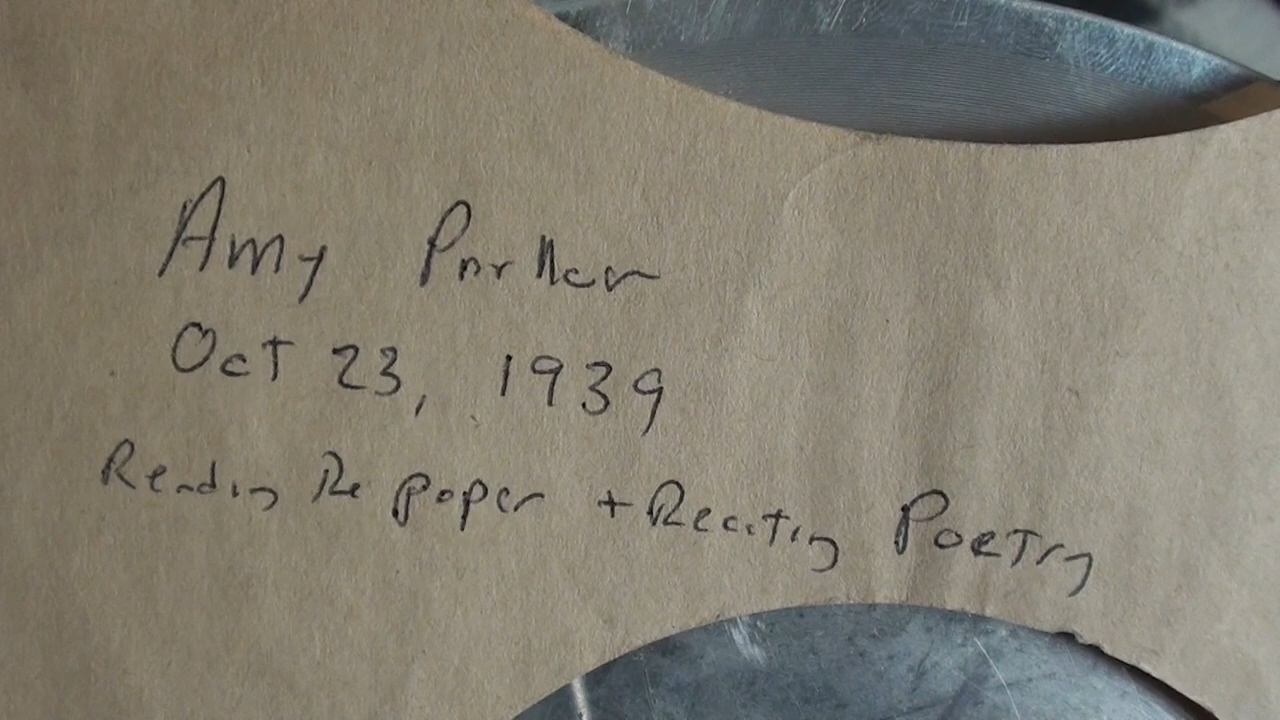 Amy Parker
Oct 23, 1939
Reading The paper + Reciting Poetry